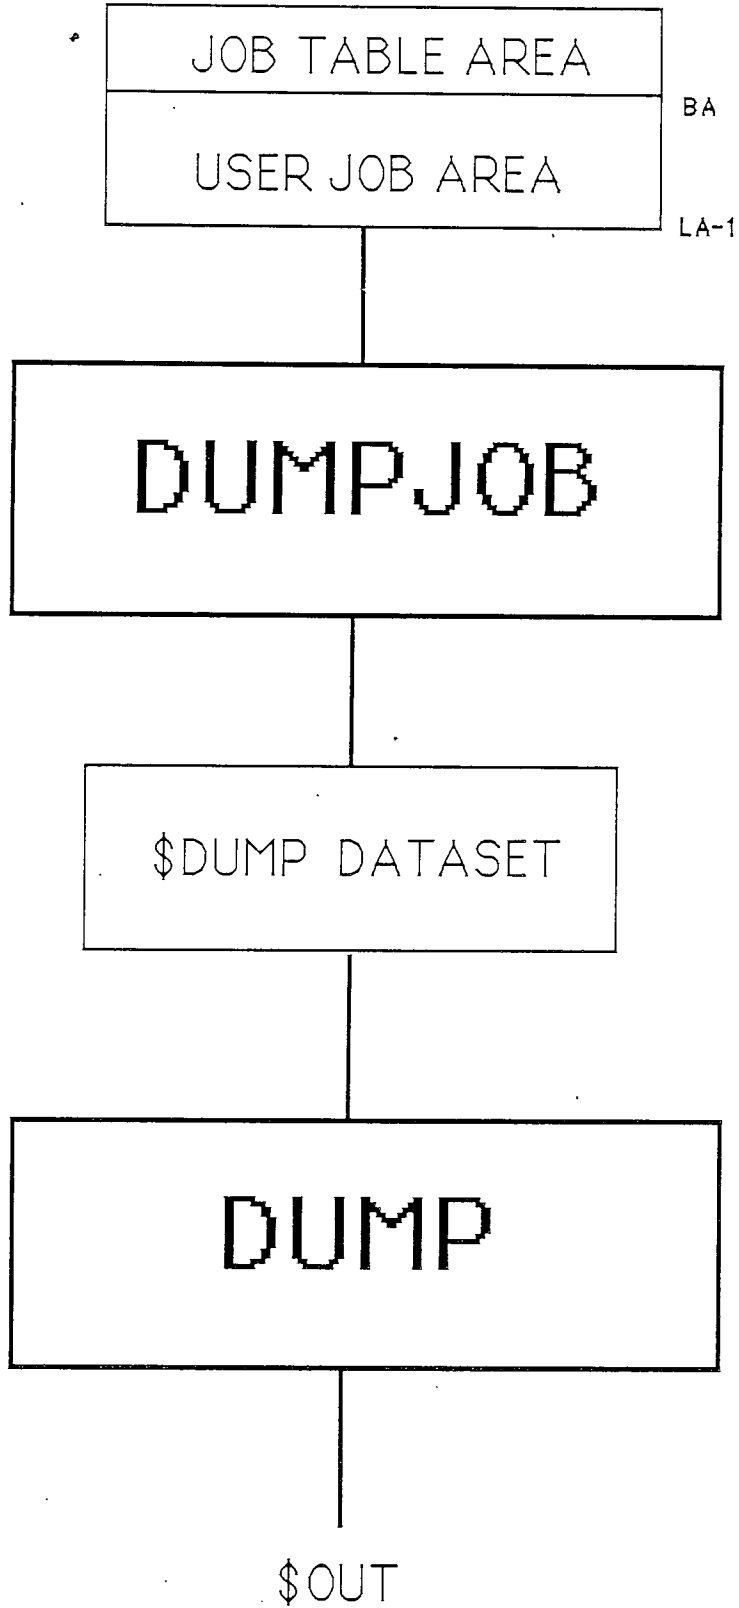 JOB TABLE AREA
BA
USER JOB AREA
LA-1
DUMPJOB
$DUMP DATASET
DUMP
$OUT